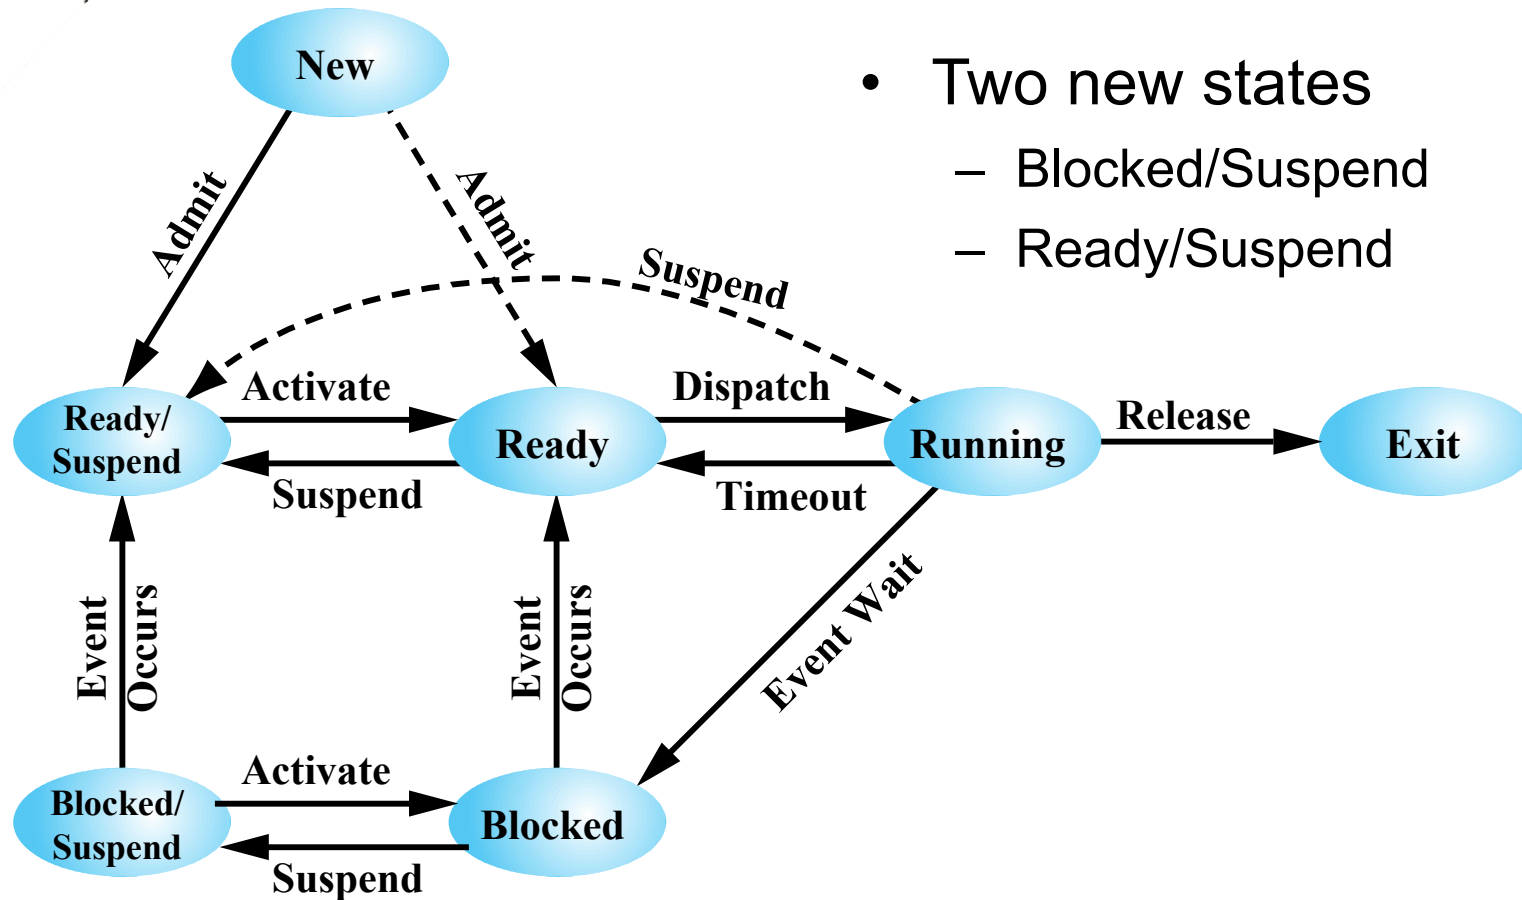 New
• Two new states
– Blocked/Suspend
– Ready/Suspend
Admit
Admit
Suspend
Activate
Dispatch
Release
Ready/
Suspend
Ready
Running
Exit
Suspend
Timeout
Event
Occurs
Event
Occurs
Event Wait
Activate
Blocked/
Suspend
Blocked
Suspend